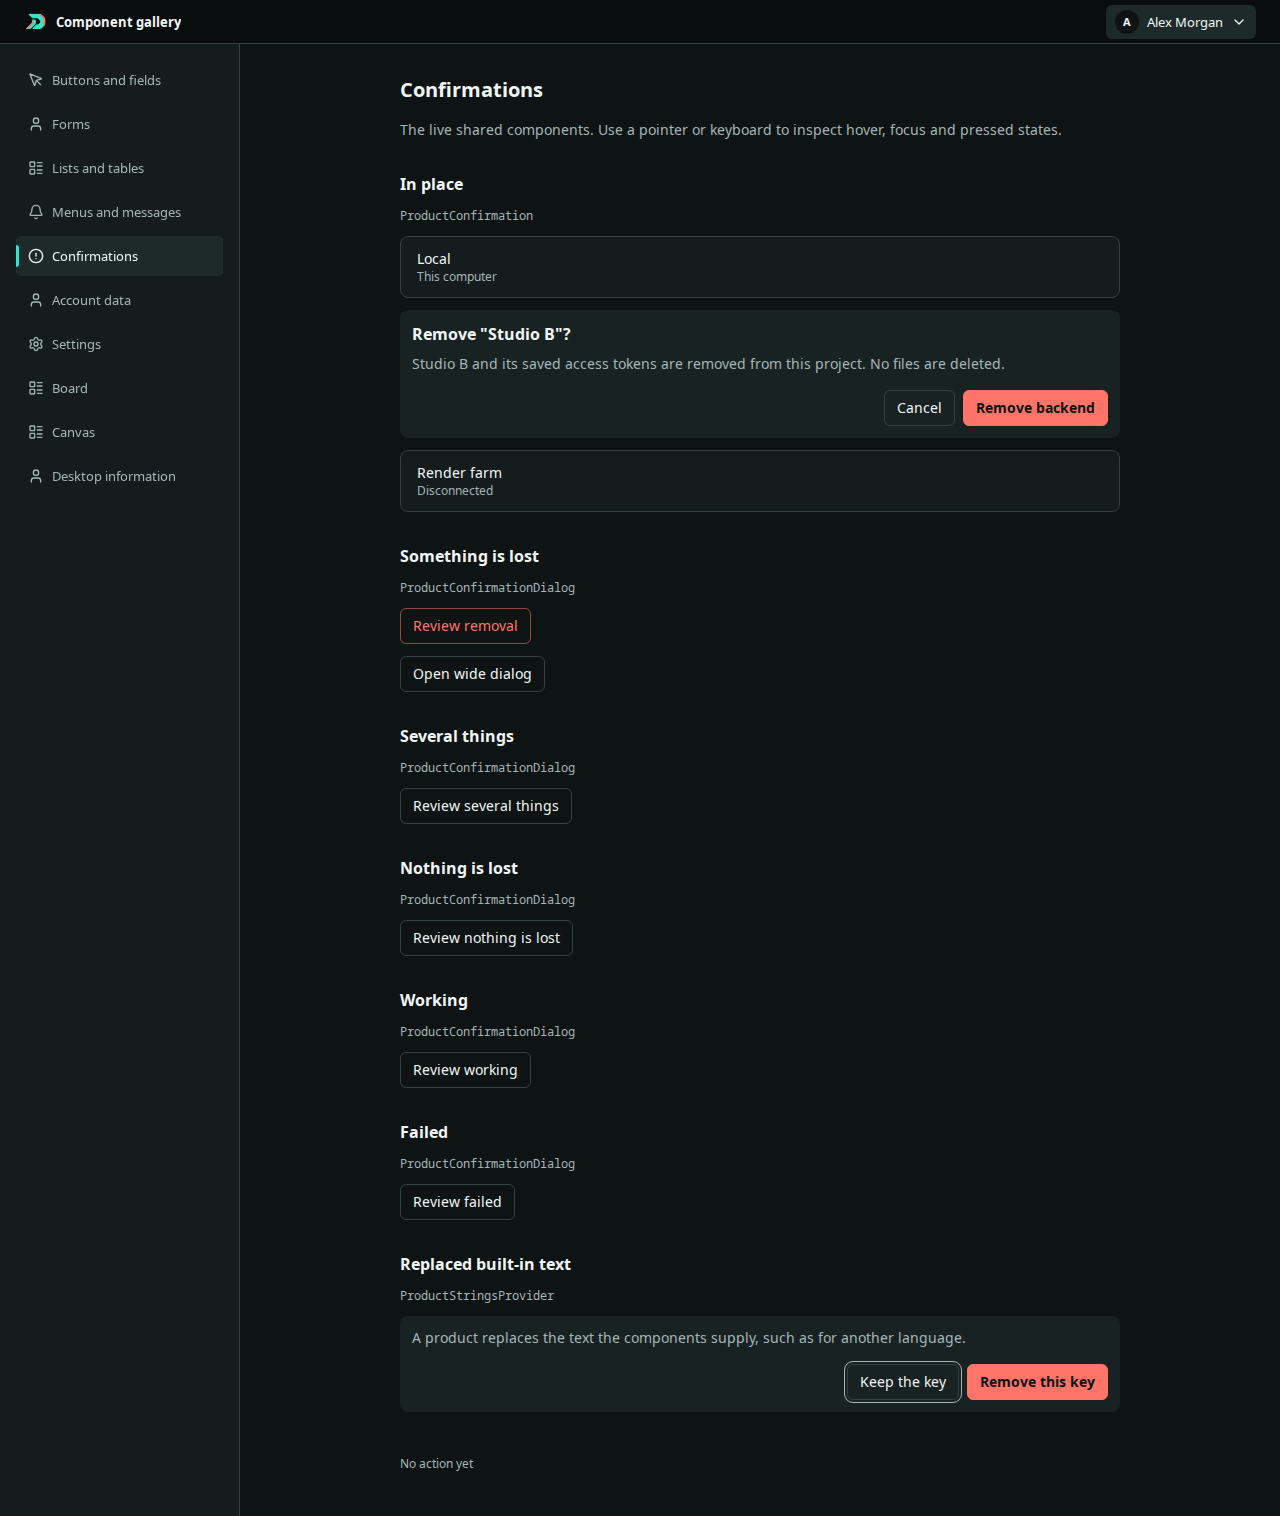 Component gallery
A
Alex Morgan
Buttons and fields
Forms
Lists and tables
Menus and messages
Confirmations
Account data
Settings
Board
Canvas
Desktop information
Confirmations
The live shared components. Use a pointer or keyboard to inspect hover, focus and pressed states.
In place
ProductConfirmation
Local
This computer
Remove "Studio B"?
Studio B and its saved access tokens are removed from this project. No files are deleted.
Cancel
Remove backend
Render farm
Disconnected
Something is lost
ProductConfirmationDialog
Review removal
Open wide dialog
Several things
ProductConfirmationDialog
Review several things
Nothing is lost
ProductConfirmationDialog
Review nothing is lost
Working
ProductConfirmationDialog
Review working
Failed
ProductConfirmationDialog
Review failed
Replaced built-in text
ProductStringsProvider
A product replaces the text the components supply, such as for another language.
Keep the key
Remove this key
No action yet